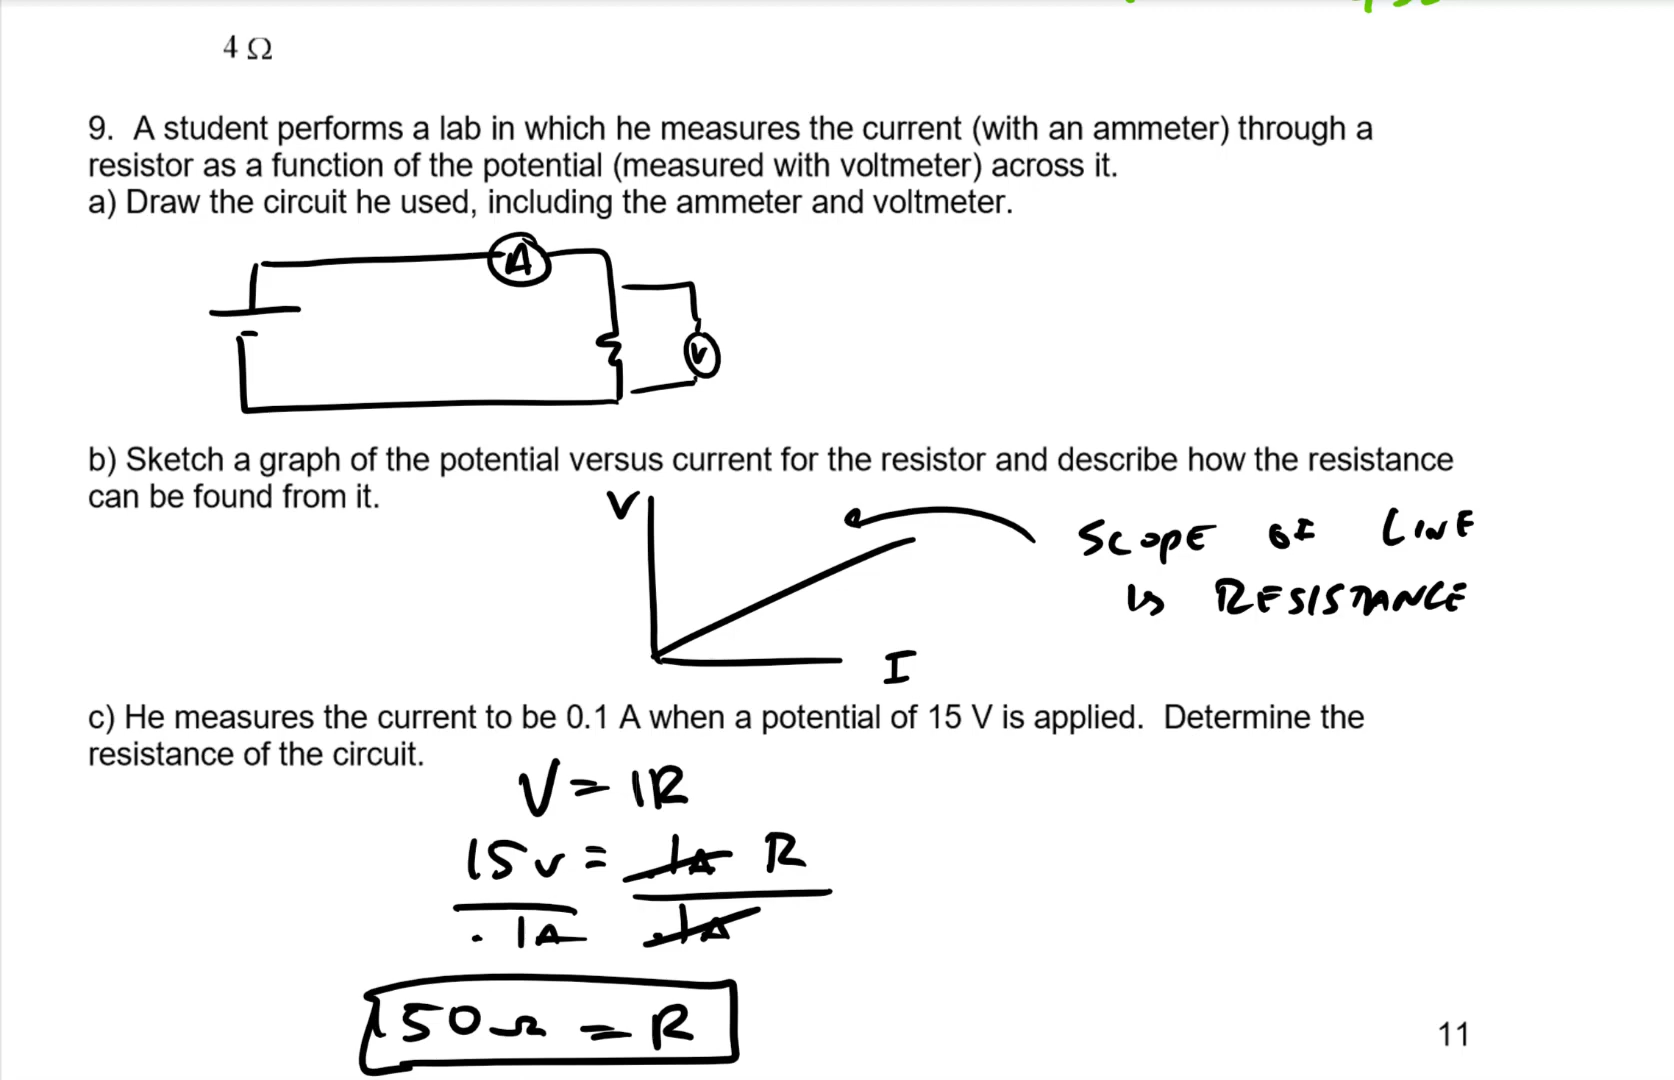 4 Ω
9. A student performs a lab in which he measures the current (with an ammeter) through a
resistor as a function of the potential (measured with voltmeter) across it.
a) Draw the circuit he used, including the ammeter and voltmeter.
A
V
b) Sketch a graph of the potential versus current for the resistor and describe how the resistance
can be found from it.
V
SCOPE OF LINE
IS RESISTANCE
I
c) He measures the current to be 0.1 A when a potential of 15 V is applied. Determine the
resistance of the circuit.
V = IR
15v = .1A R
.1A .1A
150Ω = R
11